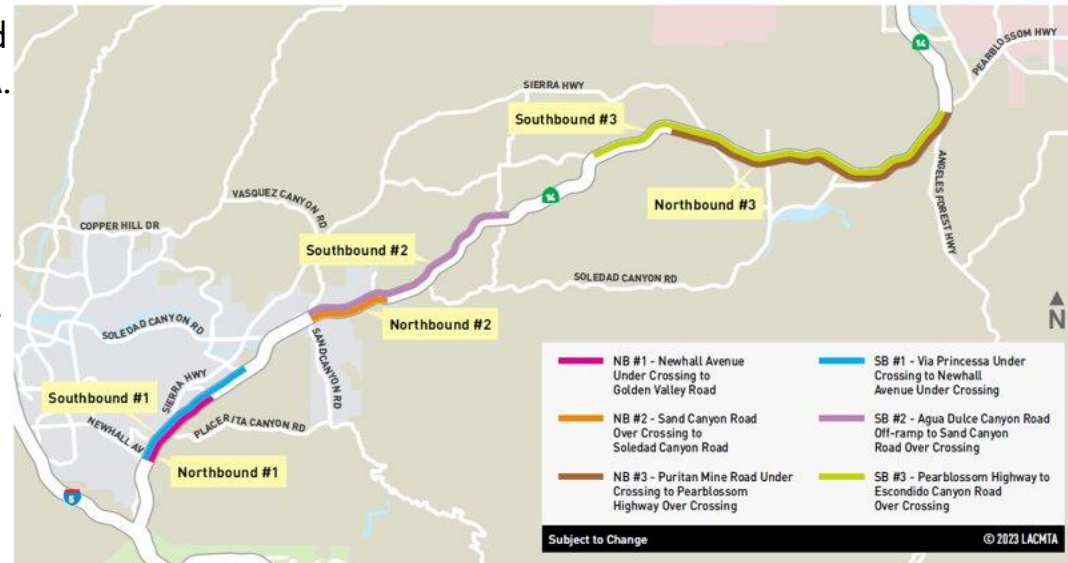 d
A.
14
PEARBLOSSOM HWY
SIERRA HWY
Southbound #3
Northbound #3
ANGELES FOREST HWY
14
VASQUEZ CANYON RD
COPPER HILL DR
Southbound #2
SOLEDAD CANYON RD
Northbound #2
SOLEDAD CANYON RD
SAND CANYON RD
SIERRA HWY
Southbound #1
PLACERITA CANYON RD
NEWHALL AV
Northbound #1
5
N
NB #1 - Newhall Avenue
Under Crossing to
Golden Valley Road
SB #1 - Via Princessa Under
Crossing to Newhall
Avenue Under Crossing
NB #2 - Sand Canyon Road
Over Crossing to
Soledad Canyon Road
SB #2 - Agua Dulce Canyon Road
Off-ramp to Sand Canyon
Road Over Crossing
NB #3 - Puritan Mine Road Under
Crossing to Pearblossom
Highway Over Crossing
SB #3 - Pearblossom Highway to
Escondido Canyon Road
Over Crossing
Subject to Change
© 2023 LACMTA